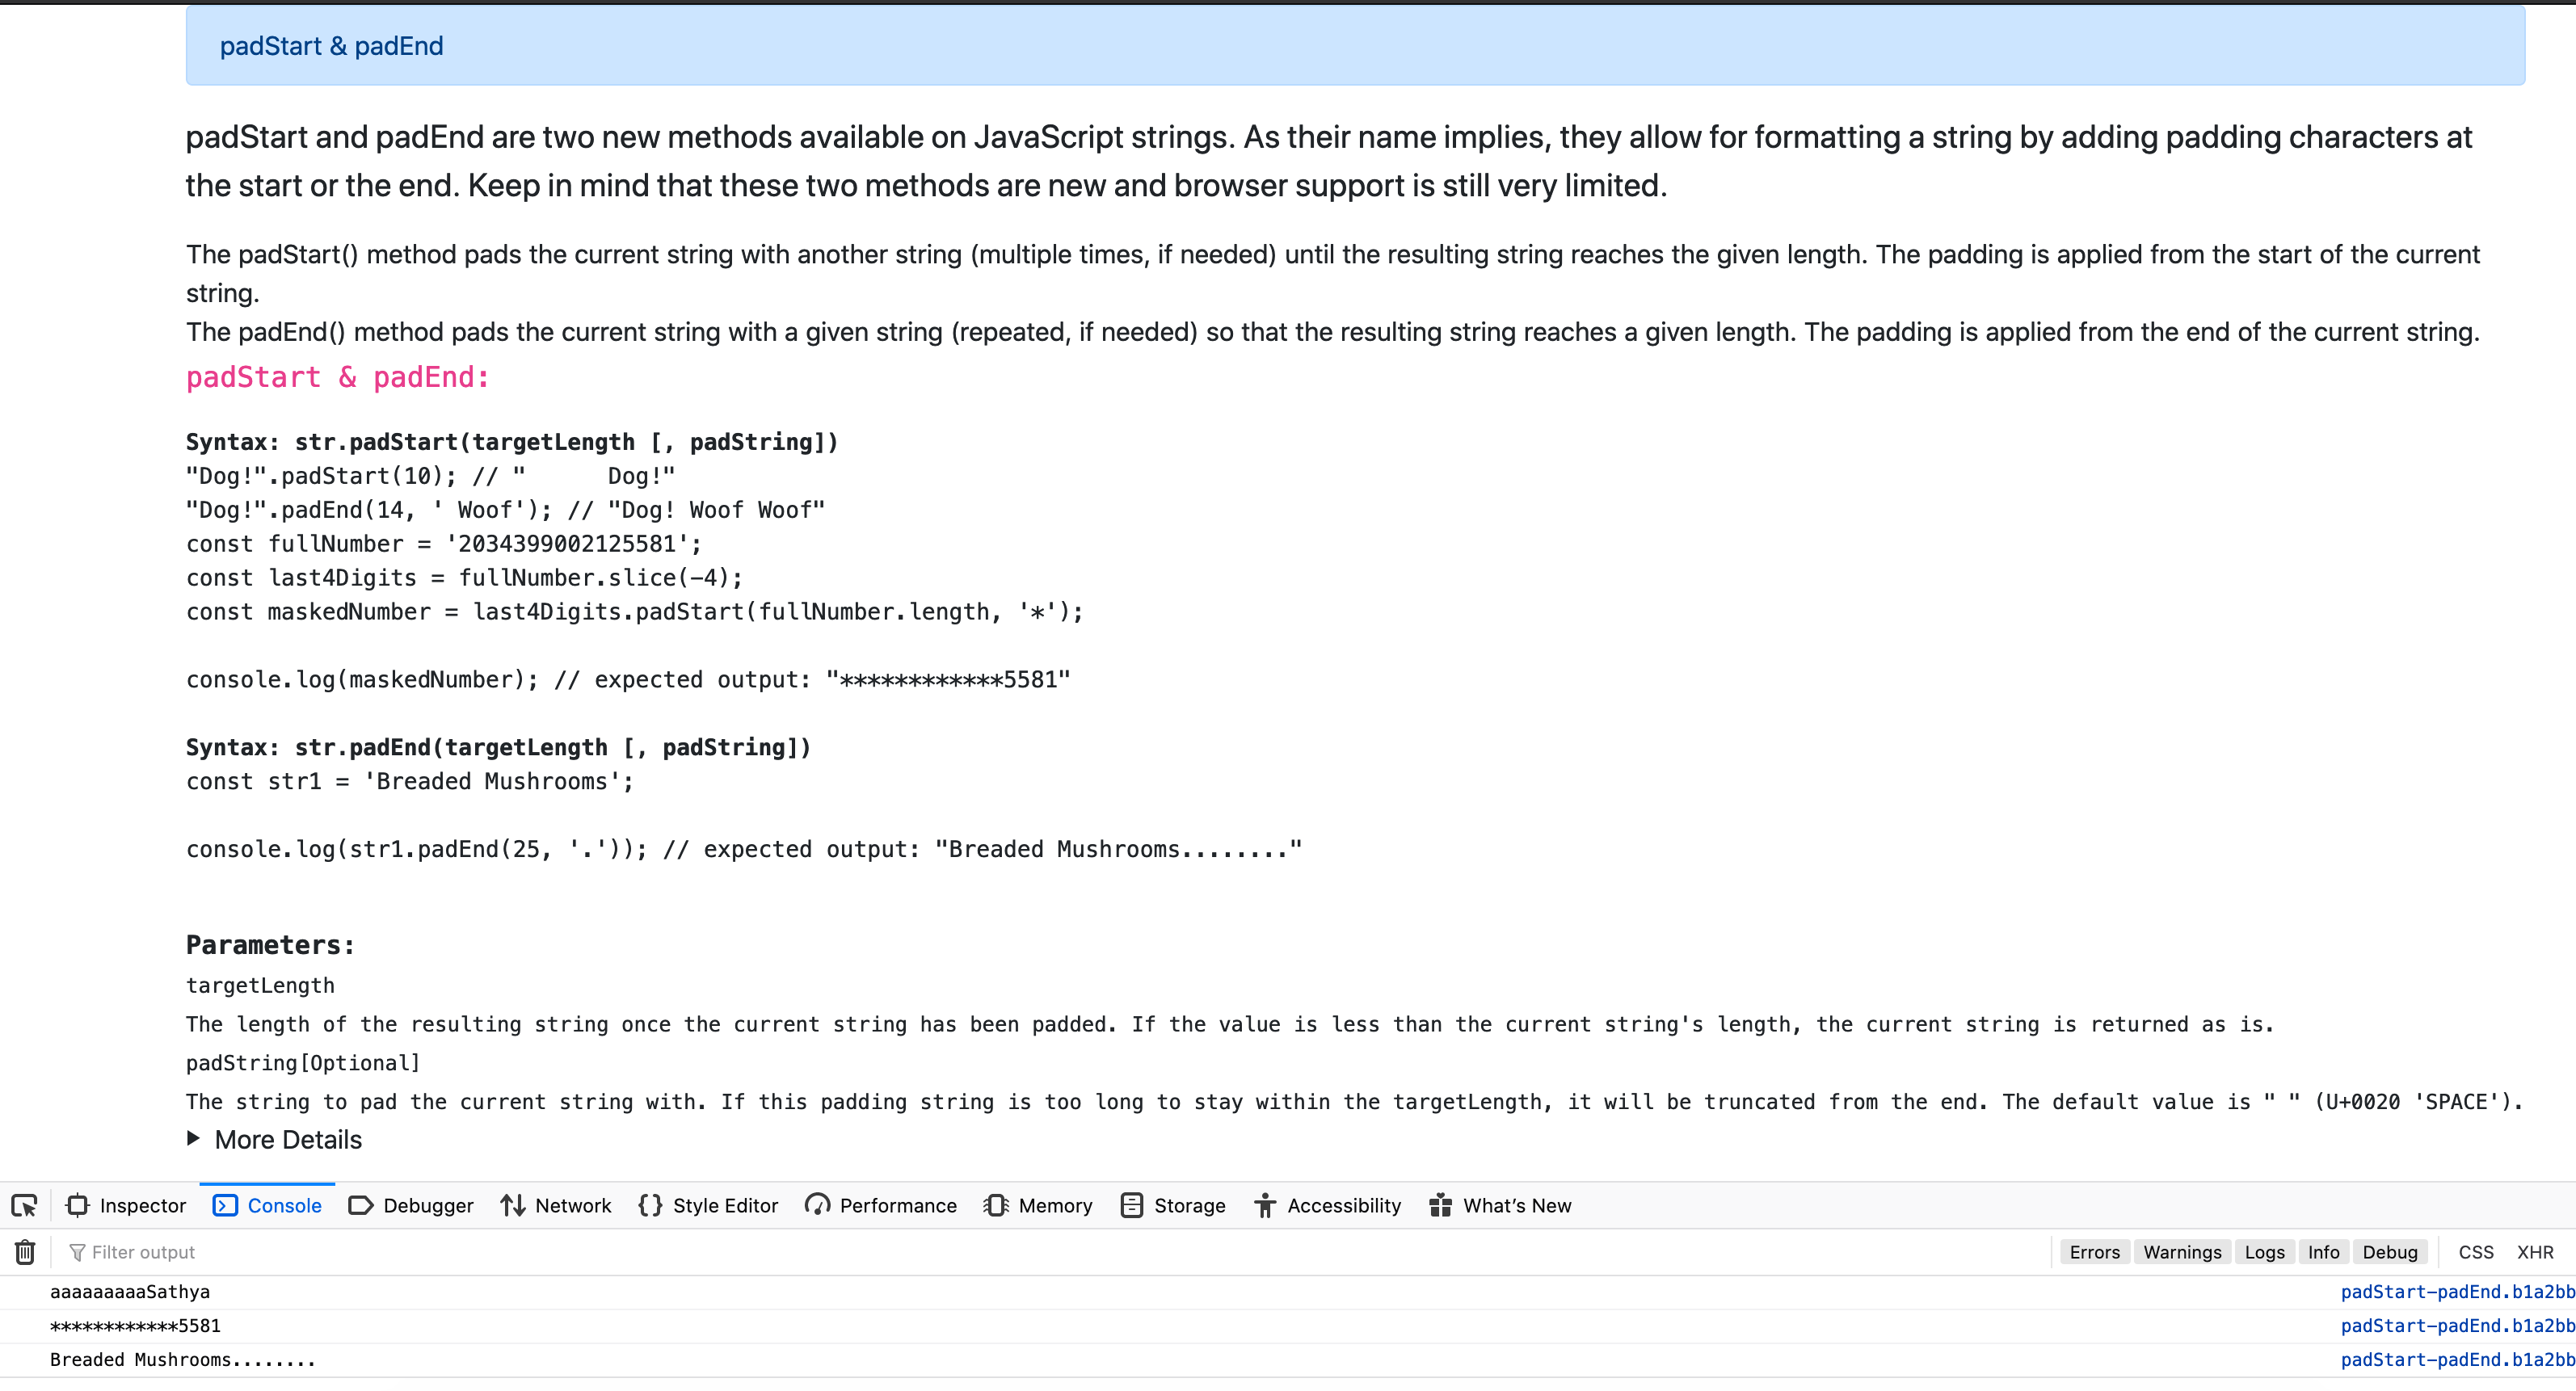 padStart & padEnd
padStart and padEnd are two new methods available on JavaScript strings. As their name implies, they allow for formatting a string by adding padding characters at
the start or the end. Keep in mind that these two methods are new and browser support is still very limited.
The padStart() method pads the current string with another string (multiple times, if needed) until the resulting string reaches the given length. The padding is applied from the start of the current
string.
The padEnd() method pads the current string with a given string (repeated, if needed) so that the resulting string reaches a given length. The padding is applied from the end of the current string.
padStart & padEnd:
Syntax: str.padStart(targetLength [, padString])
"Dog!".padStart(10); // "      Dog!"
"Dog!".padEnd(14, ' Woof'); // "Dog! Woof Woof"
const fullNumber = '2034399002125581';
const last4Digits = fullNumber.slice(-4);
const maskedNumber = last4Digits.padStart(fullNumber.length, '*');
console.log(maskedNumber); // expected output: "************5581"
Syntax: str.padEnd(targetLength [, padString])
const str1 = 'Breaded Mushrooms';
console.log(str1.padEnd(25, '.')); // expected output: "Breaded Mushrooms........"
Parameters:
targetLength
The length of the resulting string once the current string has been padded. If the value is less than the current string's length, the current string is returned as is.
padString[Optional]
The string to pad the current string with. If this padding string is too long to stay within the targetLength, it will be truncated from the end. The default value is " " (U+0020 'SPACE').
More Details
Inspector Console Debugger Network Style Editor Performance Memory Storage Accessibility What's New
Filter output Errors Warnings Logs Info Debug CSS XHR
aaaaaaaaaSathya padStart-padEnd.b1a2bb
************5581 padStart-padEnd.b1a2bb
Breaded Mushrooms........ padStart-padEnd.b1a2bb